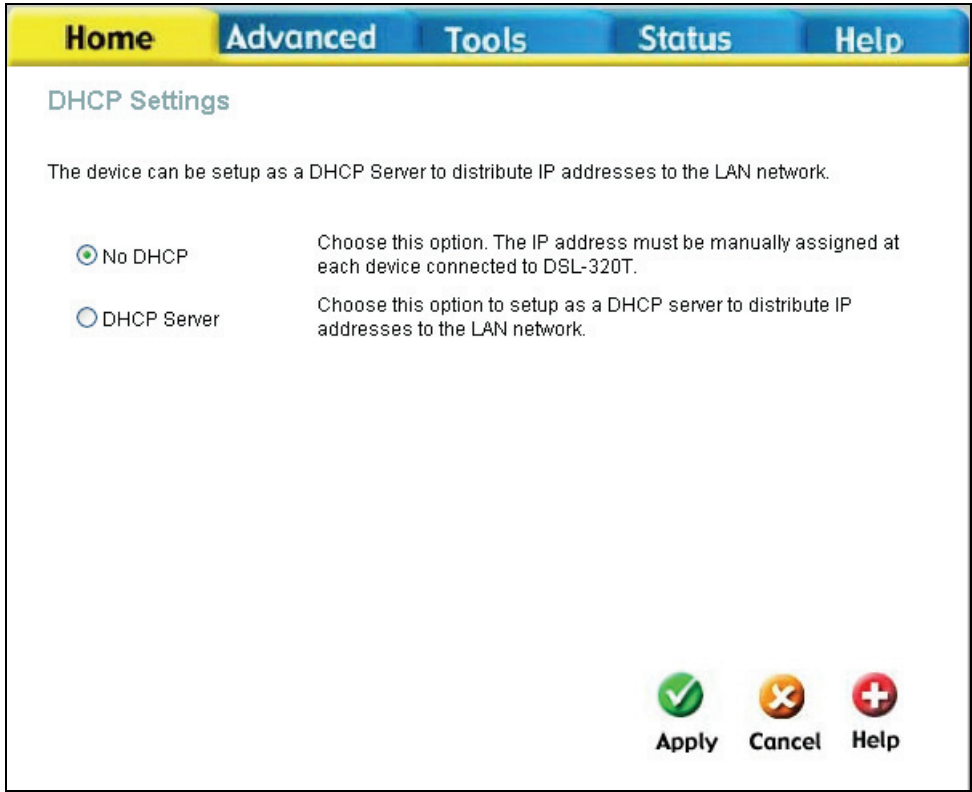 Home Advanced Tools Status Help
DHCP Settings
The device can be setup as a DHCP Server to distribute IP addresses to the LAN network.
No DHCP
Choose this option. The IP address must be manually assigned at
each device connected to DSL-320T.
DHCP Server
Choose this option to setup as a DHCP server to distribute IP
addresses to the LAN network.
Apply Cancel Help